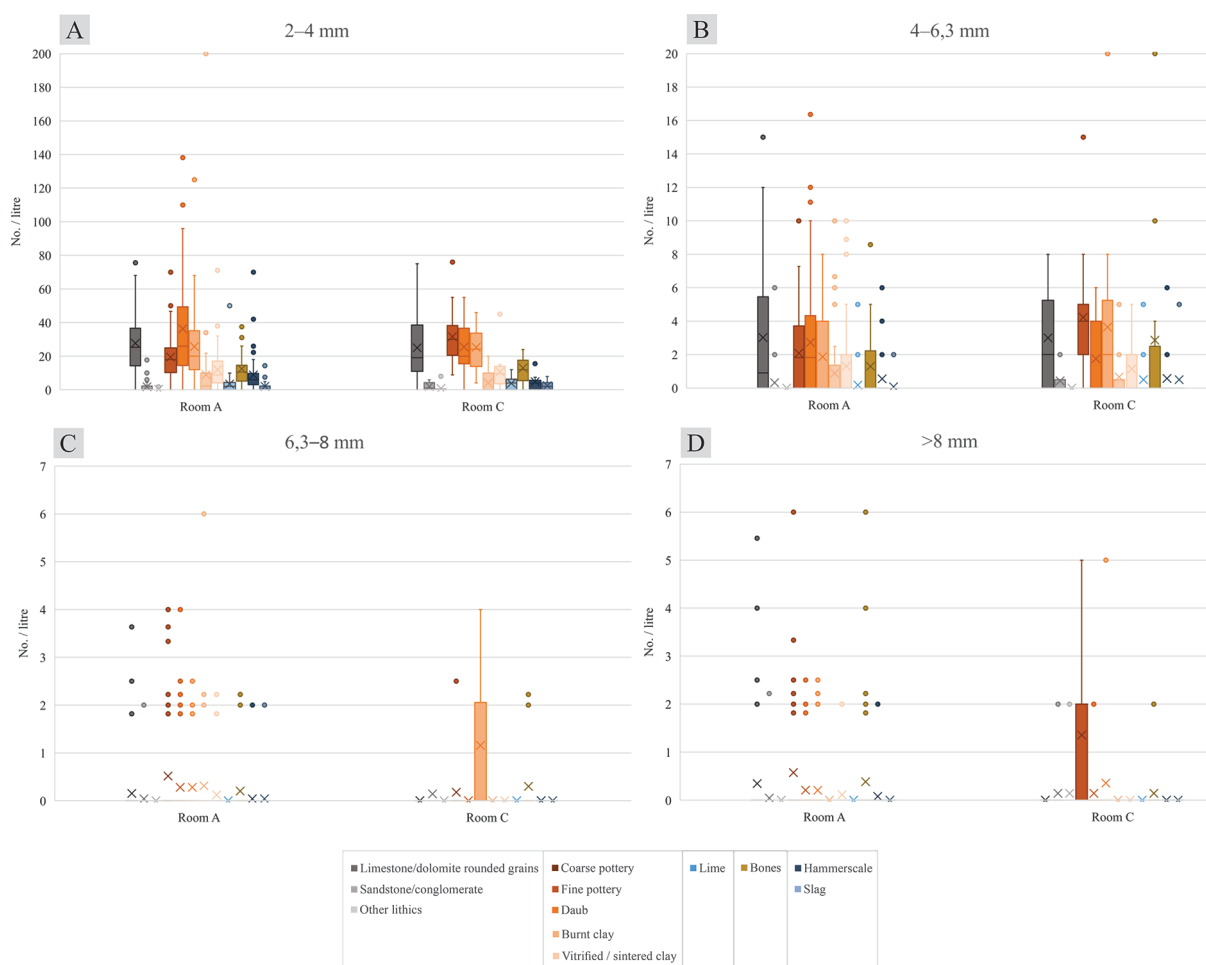 A
2–4 mm
200
180
160
140
120
100
80
60
40
20
0
No. / litre
Room A
Room C
B
4–6,3 mm
20
18
16
14
12
10
8
6
4
2
0
No. / litre
Room A
Room C
C
6,3–8 mm
7
6
5
4
3
2
1
0
No. / litre
Room A
Room C
D
>8 mm
7
6
5
4
3
2
1
0
No. / litre
Room A
Room C
Limestone/dolomite rounded grains
Sandstone/conglomerate
Other lithics
Coarse pottery
Fine pottery
Daub
Burnt clay
Vitrified / sintered clay
Lime
Bones
Hammerscale
Slag